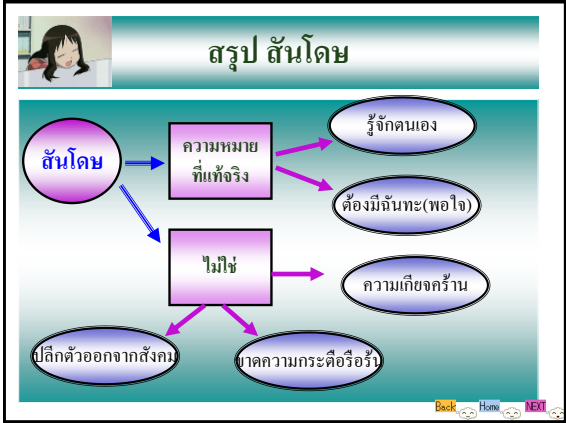 สรุป สันโดษ
สันโดษ
ความหมาย
ที่แท้จริง
รู้จักตนเอง
ต้องมีฉันทะ(พอใจ)
ไม่ใช่
ความเกียจคร้าน
ปลีกตัวออกจากสังคม
ขาดความกระตือรือร้น
Back Home NEXT